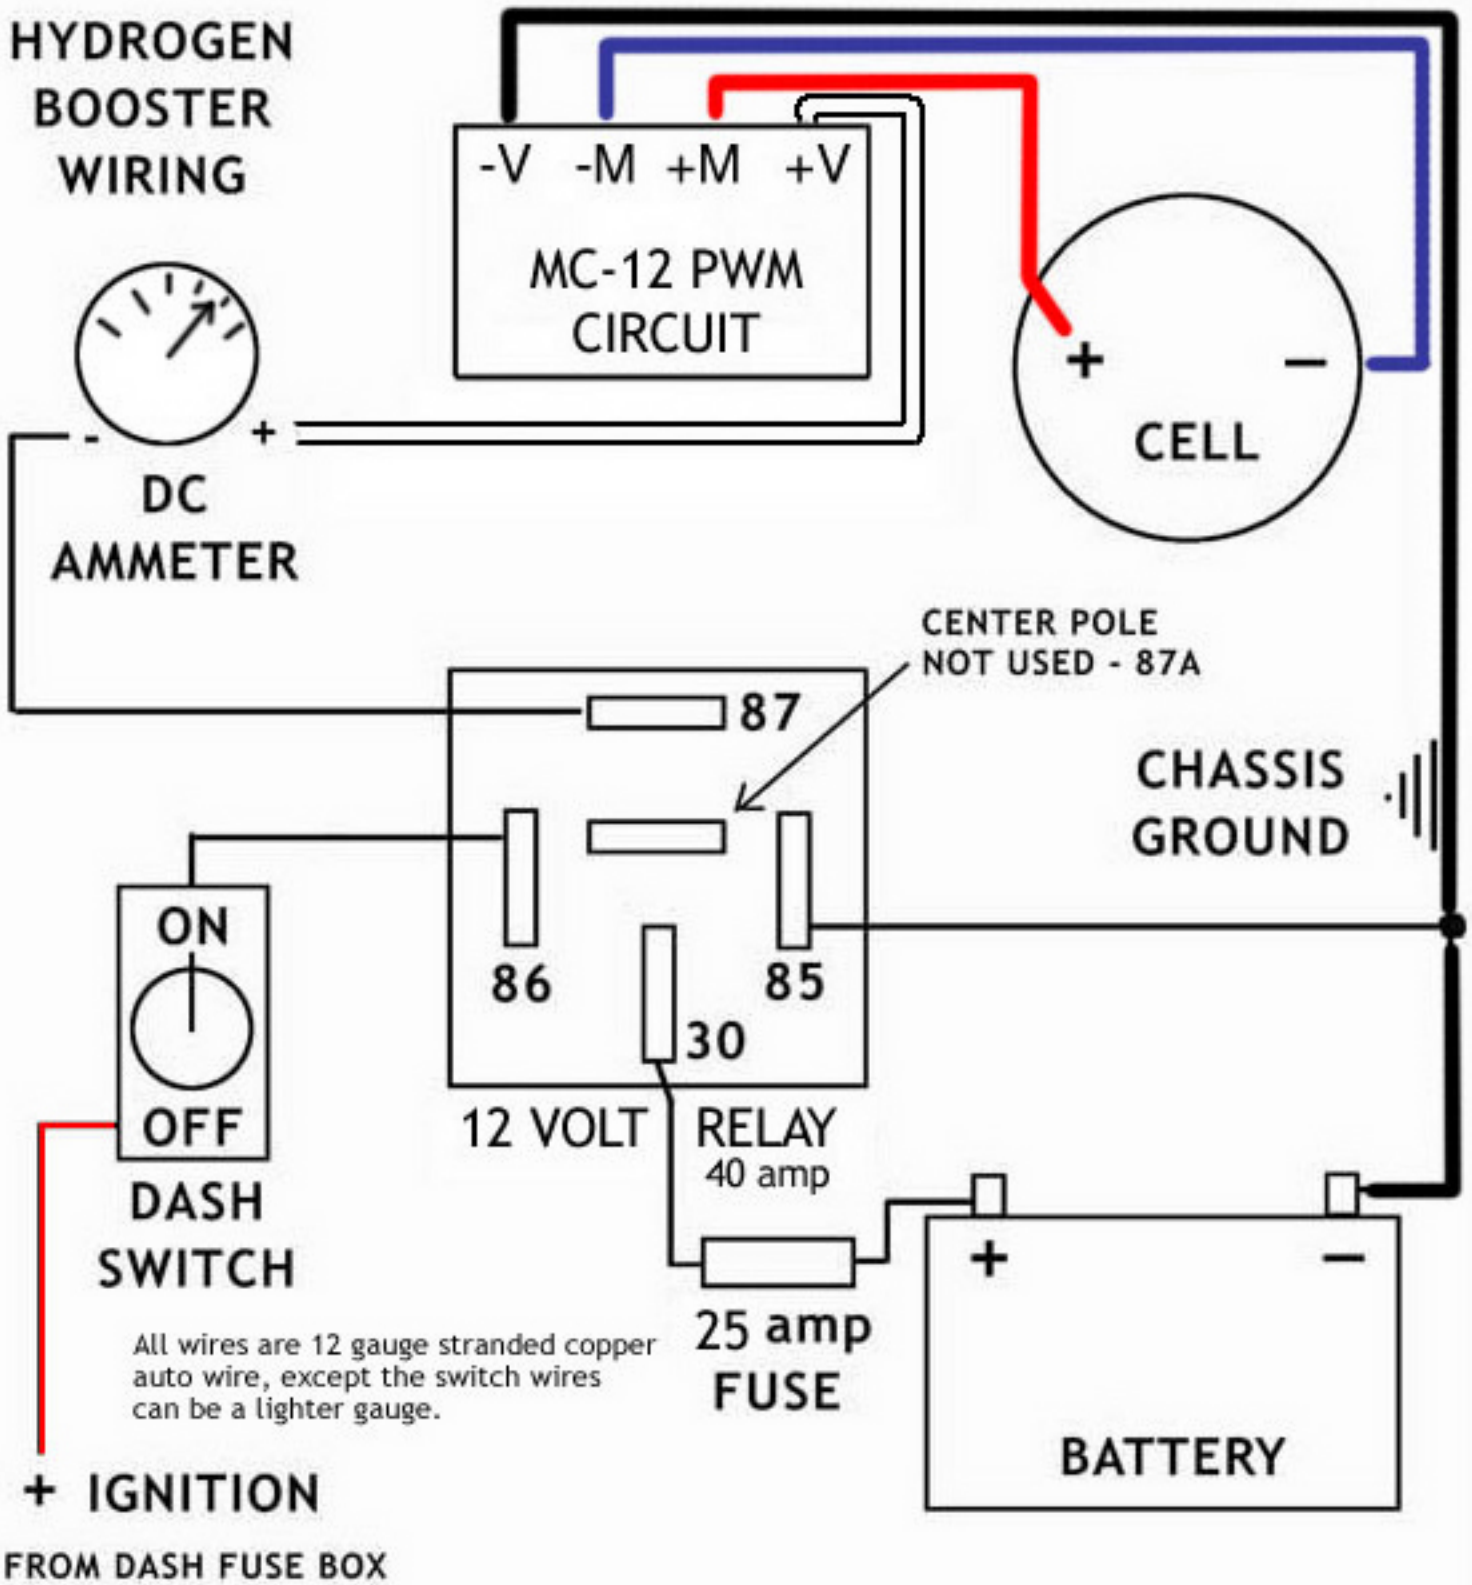 HYDROGEN
BOOSTER
WIRING
-V -M +M +V
MC-12 PWM
CIRCUIT
- +
DC
AMMETER
+ −
CELL
CENTER POLE
NOT USED - 87A
87
86
85
30
12 VOLT RELAY
40 amp
CHASSIS
GROUND
ON
OFF
DASH
SWITCH
25 amp
FUSE
+ −
BATTERY
All wires are 12 gauge stranded copper
auto wire, except the switch wires
can be a lighter gauge.
+ IGNITION
FROM DASH FUSE BOX